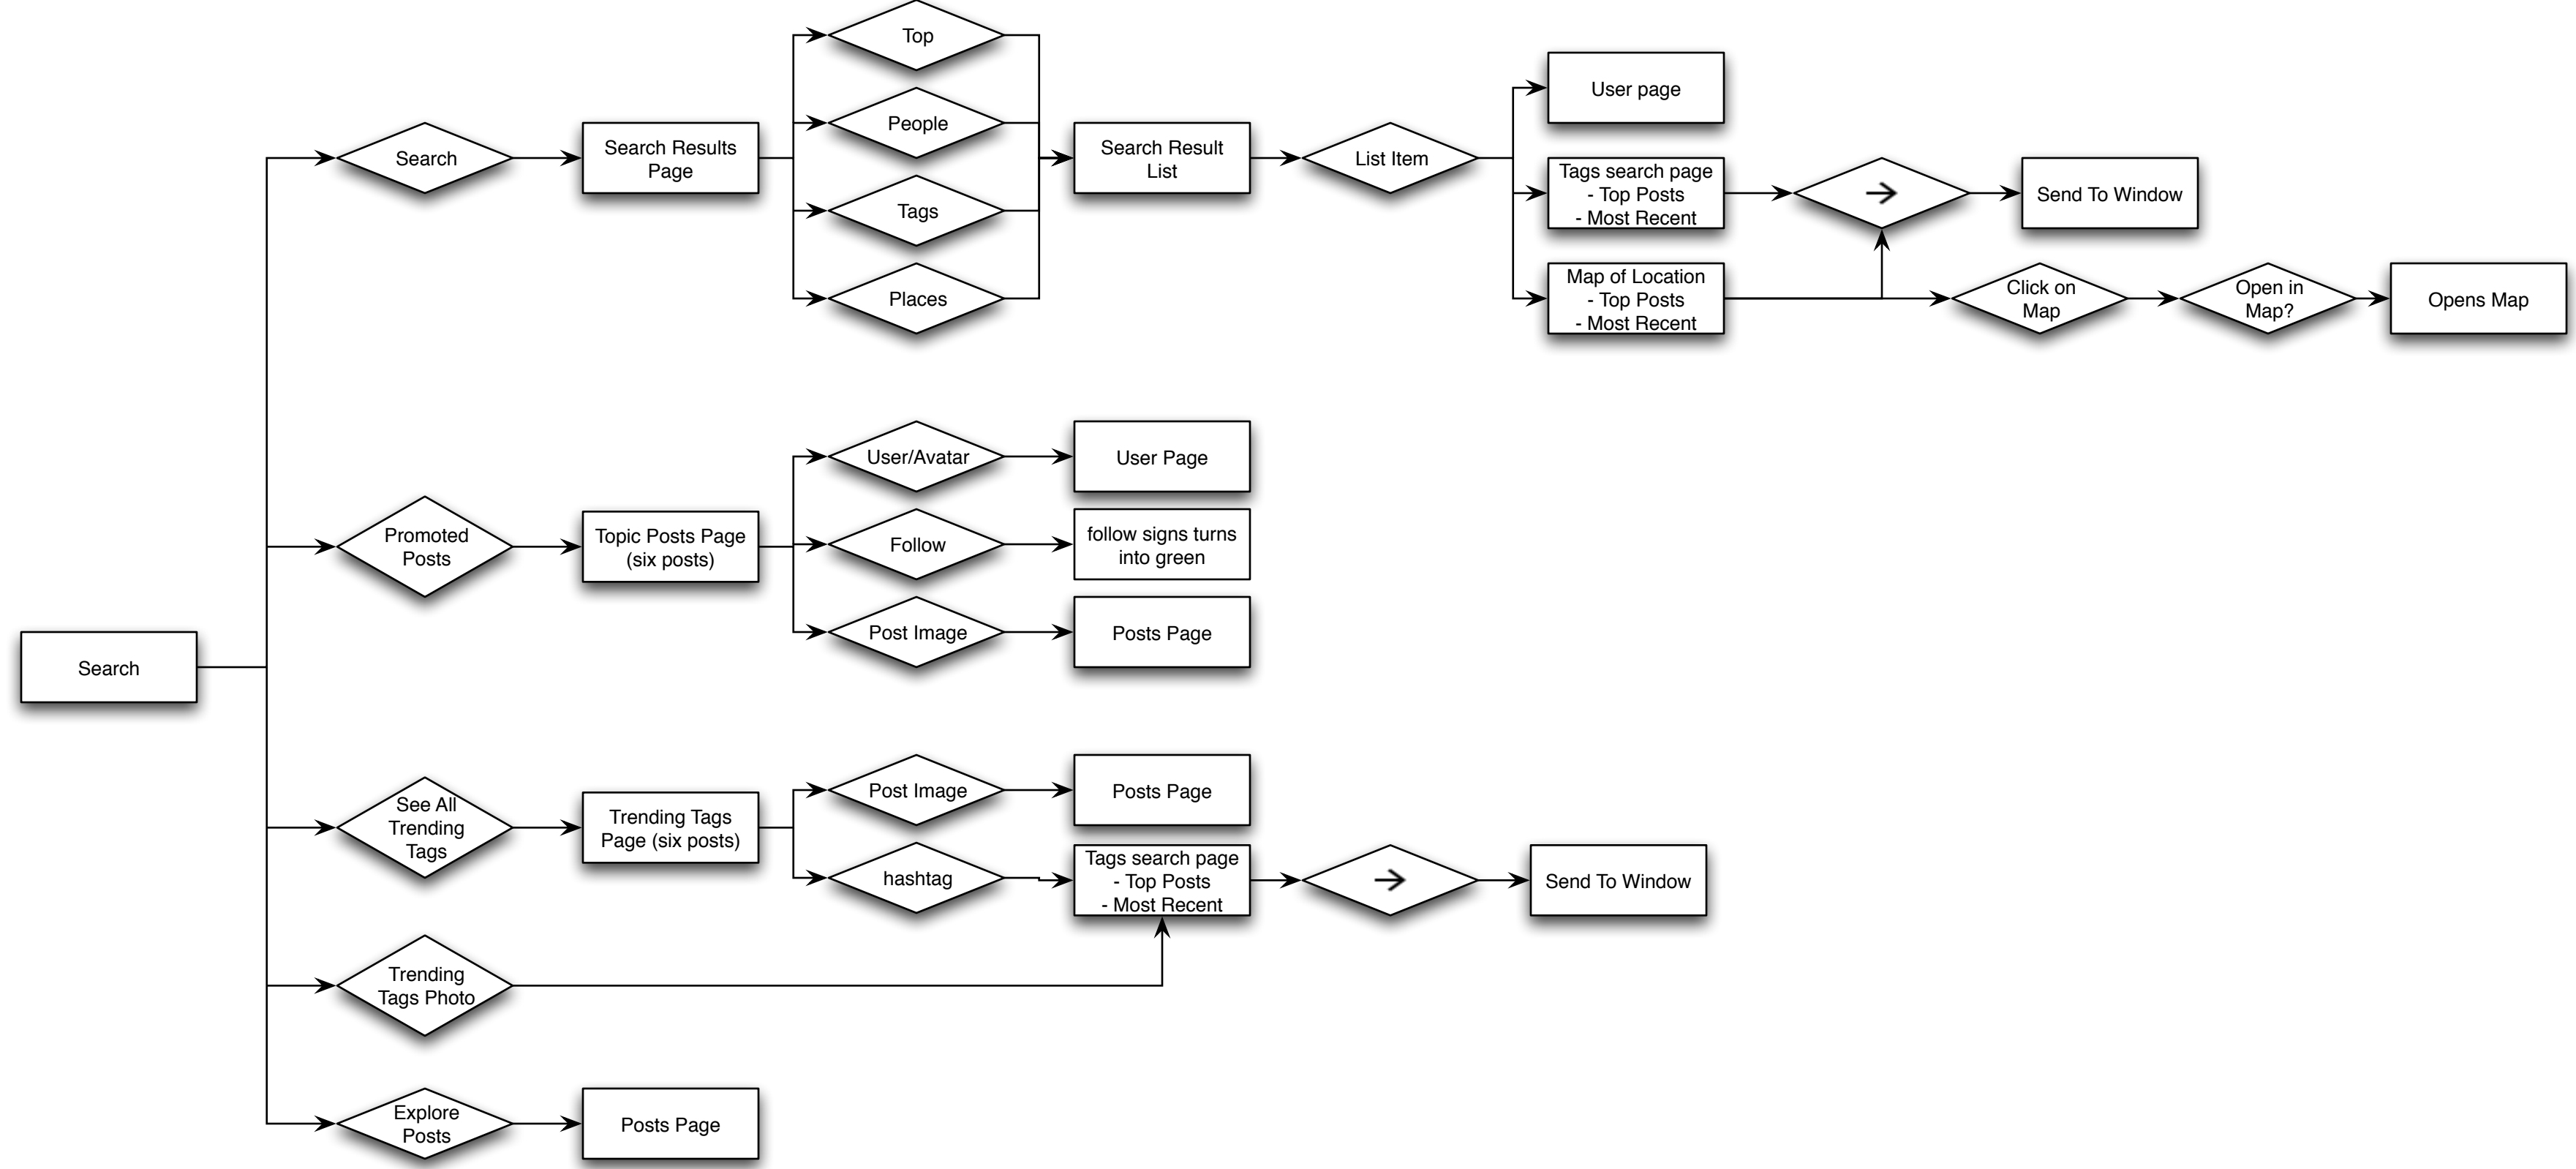 Top
People
Tags
Places
Search
Search Results
Page
Search Result
List
List Item
User page
Tags search page
- Top Posts
- Most Recent
→
Send To Window
Map of Location
- Top Posts
- Most Recent
Click on
Map
Open in
Map?
Opens Map
Promoted
Posts
Topic Posts Page
(six posts)
User/Avatar
User Page
Follow
follow signs turns
into green
Post Image
Posts Page
Search
See All
Trending
Tags
Trending Tags
Page (six posts)
Post Image
Posts Page
hashtag
Tags search page
- Top Posts
- Most Recent
→
Send To Window
Trending
Tags Photo
Explore
Posts
Posts Page